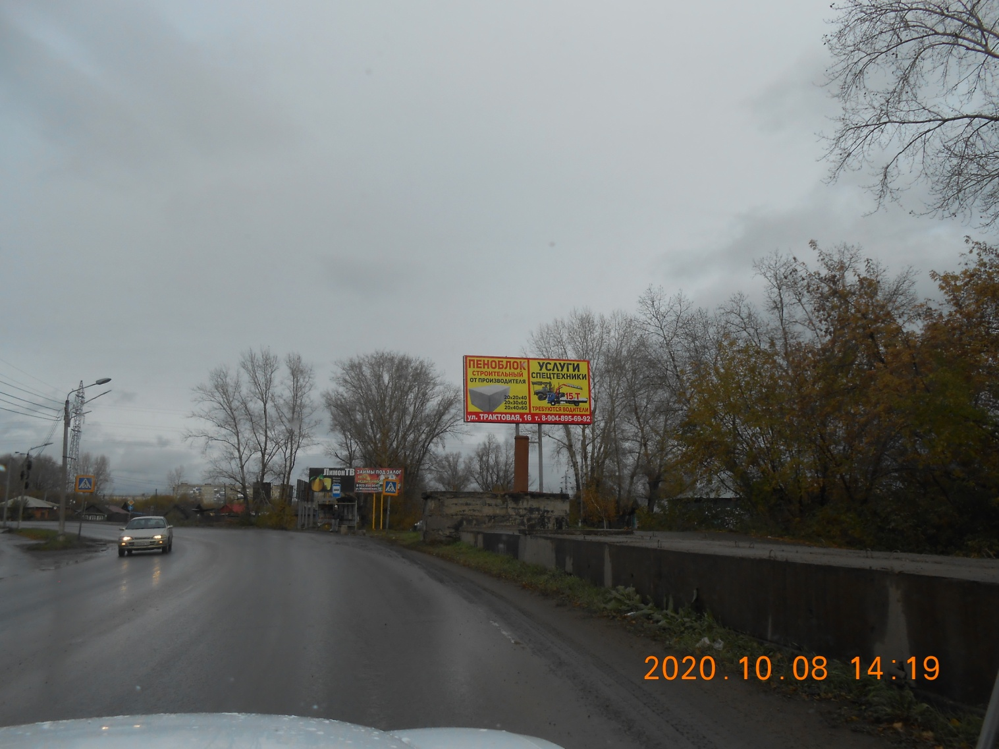 ПЕНОБЛОК
СТРОИТЕЛЬНЫЙ
ОТ ПРОИЗВОДИТЕЛЯ
20х20х40
20х30х60
20х40х60
УСЛУГИ
СПЕЦТЕХНИКИ
15 Т
ТРЕБУЮТСЯ ВОДИТЕЛИ
ул. ТРАКТОВАЯ, 16 т. 8-904-895-69-92
ЛимонТВ
ЗАЙМЫ ПОД ЗАЛОГ
2020.10.08 14:19